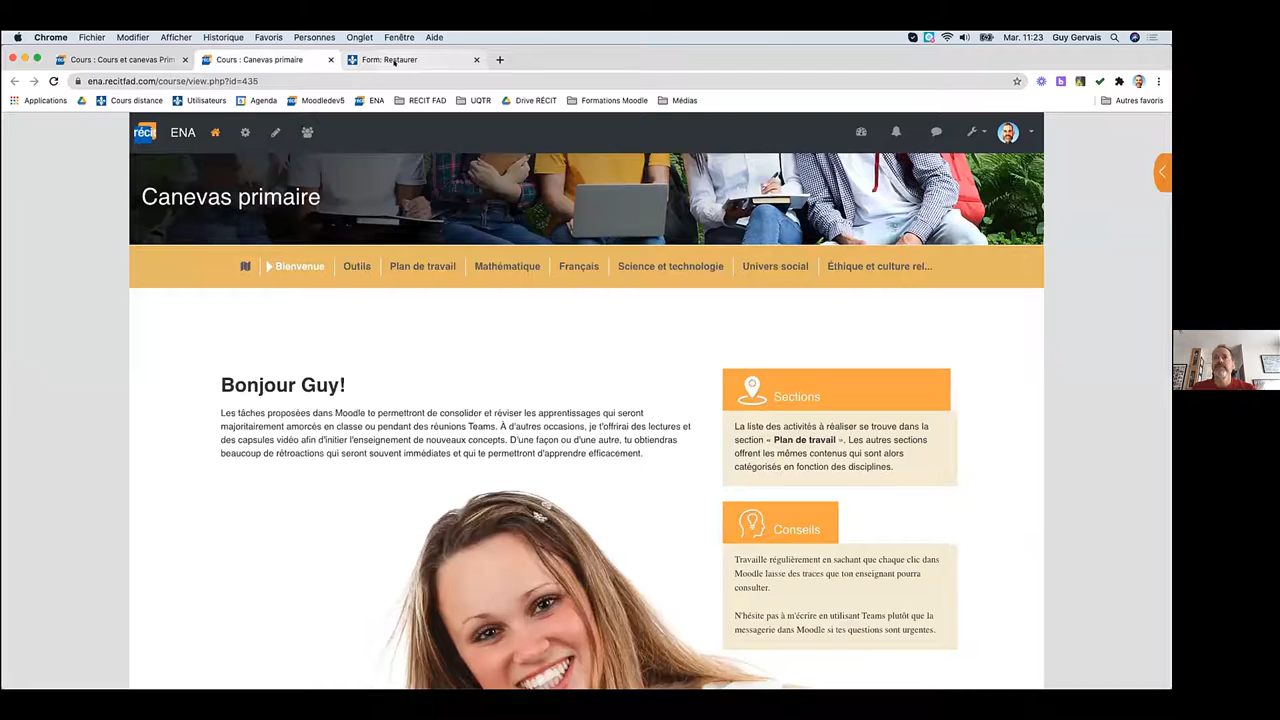 Chrome Fichier Modifier Afficher Historique Favoris Personnes Onglet Fenêtre Aide Mar. 11:23 Guy Gervais
Cours : Cours et canevas Prim Cours : Canevas primaire Form: Restaurer
ena.recitfad.com/course/view.php?id=435
Applications Cours distance Utilisateurs Agenda Moodledev5 ENA RECIT FAD UQTR Drive RÉCIT Formations Moodle Médias Autres favoris
récit ENA
Canevas primaire
Bienvenue Outils Plan de travail Mathématique Français Science et technologie Univers social Éthique et culture rel...
Bonjour Guy!
Les tâches proposées dans Moodle te permettront de consolider et réviser les apprentissages qui seront
majoritairement amorcés en classe ou pendant des réunions Teams. À d'autres occasions, je t'offrirai des lectures et
des capsules vidéo afin d'initier l'enseignement de nouveaux concepts. D'une façon ou d'une autre, tu obtiendras
beaucoup de rétroactions qui seront souvent immédiates et qui te permettront d'apprendre efficacement.
Sections
La liste des activités à réaliser se trouve dans la
section « Plan de travail ». Les autres sections
offrent les mêmes contenus qui sont alors
catégorisés en fonction des disciplines.
Conseils
Travaille régulièrement en sachant que chaque clic dans
Moodle laisse des traces que ton enseignant pourra
consulter.
N'hésite pas à m'écrire en utilisant Teams plutôt que la
messagerie dans Moodle si tes questions sont urgentes.